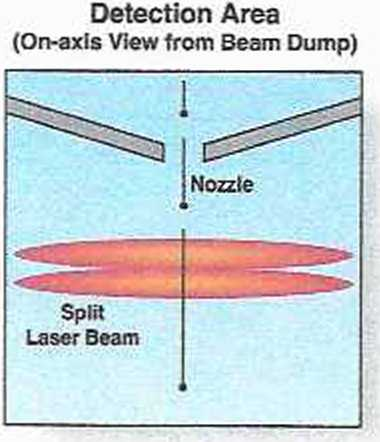 Detection Area
(On-axis View from Beam Dump)
Nozzle
Split
Laser Beam